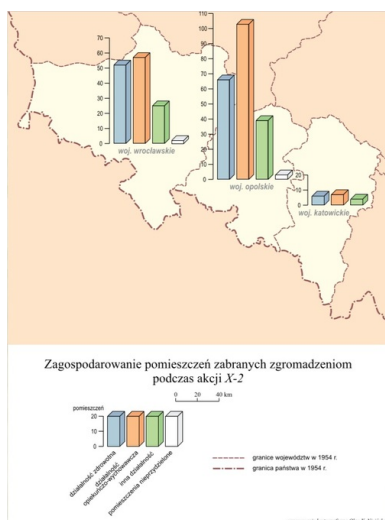 110
100
90
80
70
60
50
40
30
20
10
0
70
60
50
40
30
20
10
0
woj. wrocławskie
woj. opolskie
20
10
0
woj. katowickie
Zagospodarowanie pomieszczeń zabranych zgromadzeniom
podczas akcji X-2
0 20 40 km
pomieszczeń
20
10
0
działalność zdrowotna
działalność
opiekuńczo-wychowawcza
inna działalność
pomieszczenia nieprzydzielone
granice województw w 1954 r.
granica państwa w 1954 r.